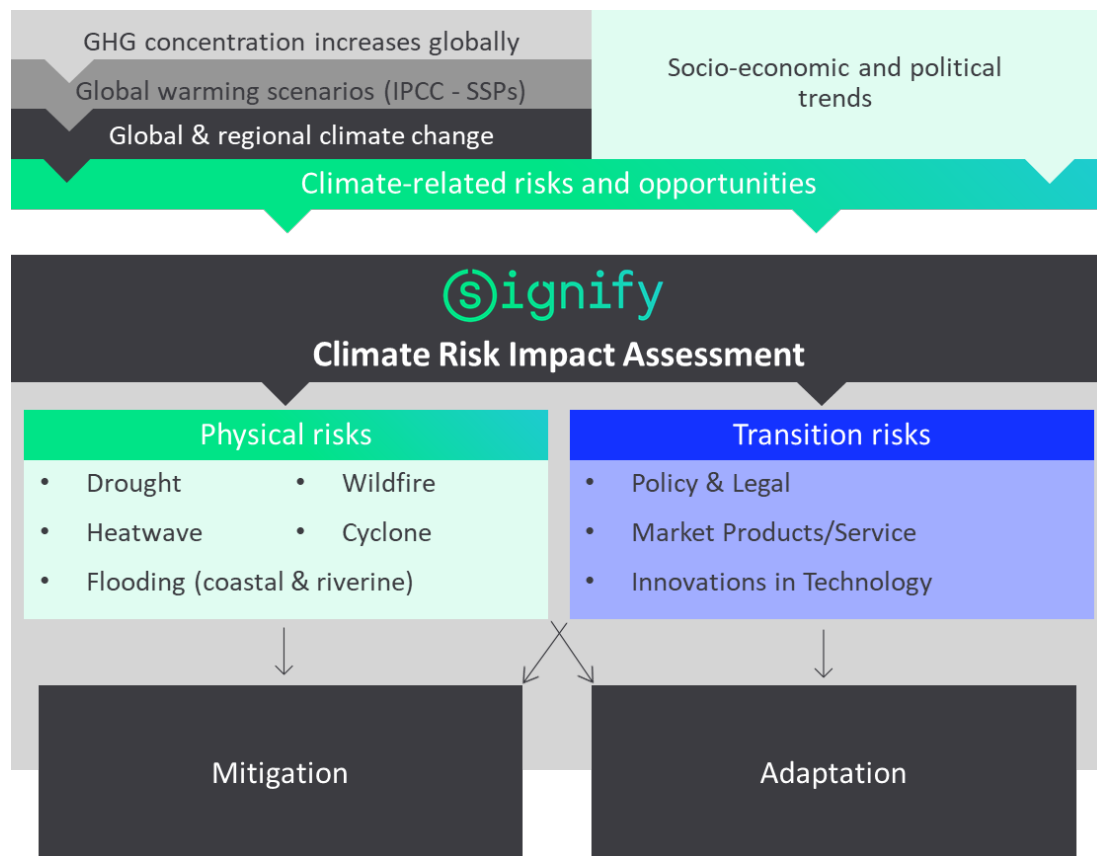 GHG concentration increases globally
Global warming scenarios (IPCC - SSPs)
Global & regional climate change
Socio-economic and political
trends
Climate-related risks and opportunities
signify
Climate Risk Impact Assessment
Physical risks
• Drought
• Wildfire
• Heatwave
• Cyclone
• Flooding (coastal & riverine)
Transition risks
• Policy & Legal
• Market Products/Service
• Innovations in Technology
Mitigation
Adaptation